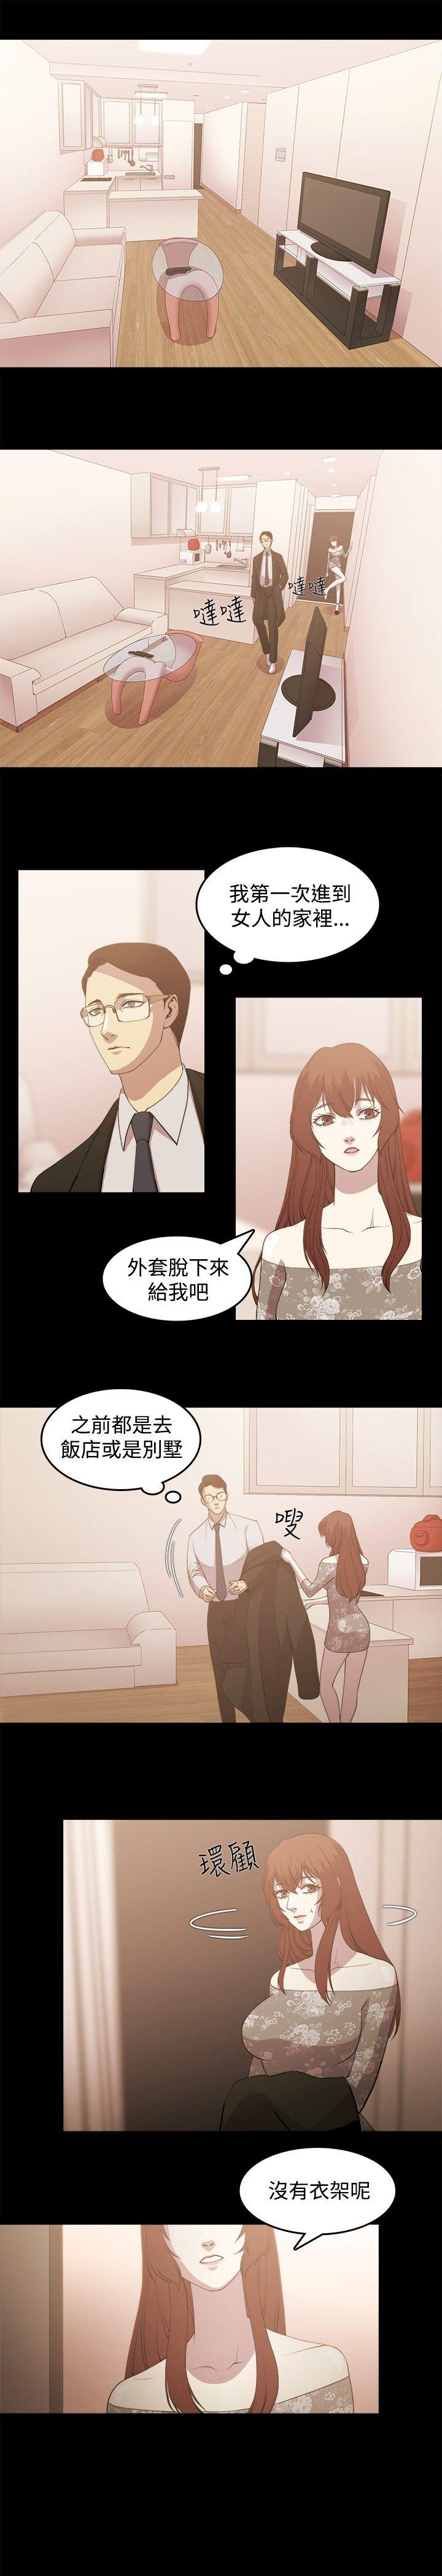 噠噠
噠噠
我第一次進到
女人的家裡...
外套脫下來
給我吧
之前都是去
飯店或是別墅
嗖
環顧
沒有衣架呢